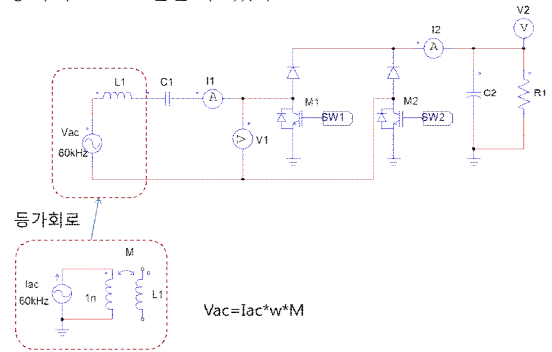 V2
I2
A
V
L1
C1
I1
A
M1
SW1
M2
SW2
C2
R1
Vac
60kHz
V1
V
등가회로
M
Iac
60kHz
1n
L1
Vac=Iac*w*M